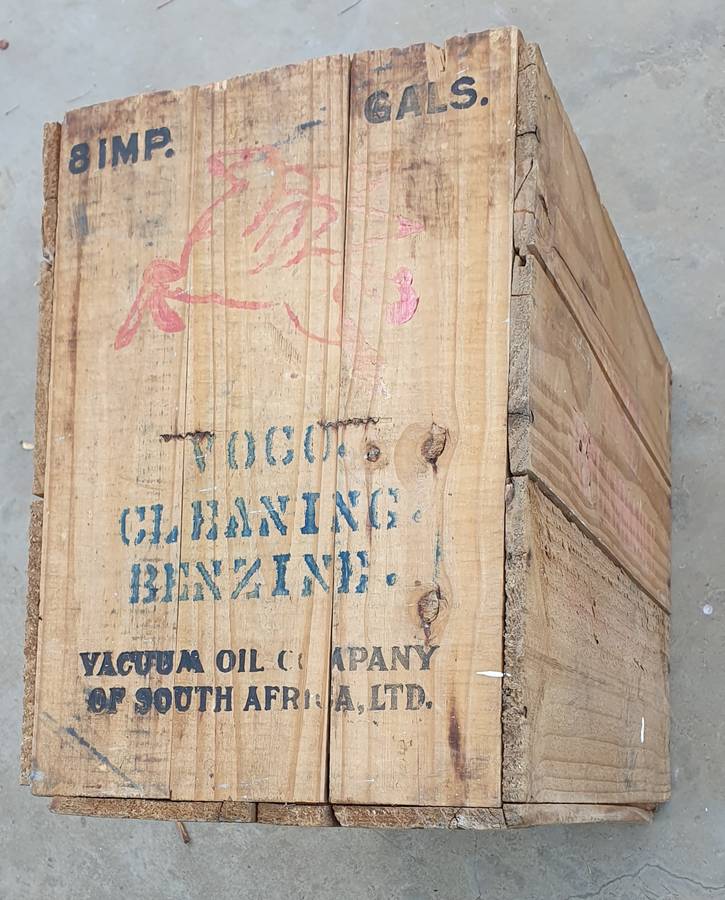 8 IMP. GALS.
VOCO.
CLEANING.
BENZINE.
VACUUM OIL COMPANY
OF SOUTH AFRICA, LTD.